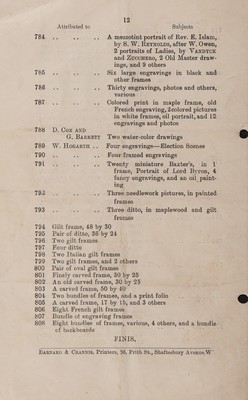 12
Attributed to Subjects
784 .. .. .. .. A mezzotint portrait of Rev. E. Islam,
by S. W. REYNOLDS, after W. Owen,
2 portraits of Ladies, by VANDYCK
and ZUCCHERO, 2 Old Master draw-
ings, and 9 others
785 .. .. .. .. Six large engravings in black and
other frames
786 .. .. .. .. Thirty engravings, photos and others,
various
787 .. .. .. .. Colored print in maple frame, old
French engraving, 2 colored pictures
in white frames, oil portrait, and 12
engravings and photos
788 D. COX AND
G. BARRETT Two water-color drawings
789 W. HOGARTH .. Four engravings—Election Scenes
790 .. .. .. .. Four framed engravings
791 .. .. .. .. Twenty miniature Baxter's, in 1
frame, Portrait of Lord Byron, 4
fancy engravings, and an oil paint-
ing
792 .. .. .. .. Three needlework pictures, in painted
frames
793 .. .. .. .. Three ditto, in maplewood and gilt
frames
794 Gilt frame, 48 by 30
795 Pair of ditto, 36 by 24
796 Two gilt frames
797 Four ditto
798 Two Italian gilt frames
799 Two gilt frames, and 2 others
800 Pair of oval gilt frames
801 Finely carved frame, 30 by 25
802 An old carved frame, 30 by 25
803 A carved frame, 50 by 40
804 Two bundles of frames, and a print folio
805 A carved frame, 17 by 15, and 3 others
806 Eight French gilt frames
807 Bundle of engraving frames
808 Eight bundles of frames, various, 4 others, and a bundle
of backboards
FINIS.
BARNARD & CRANNIS, Printers, 36, Frith St., Shaftesbury Avenue, W